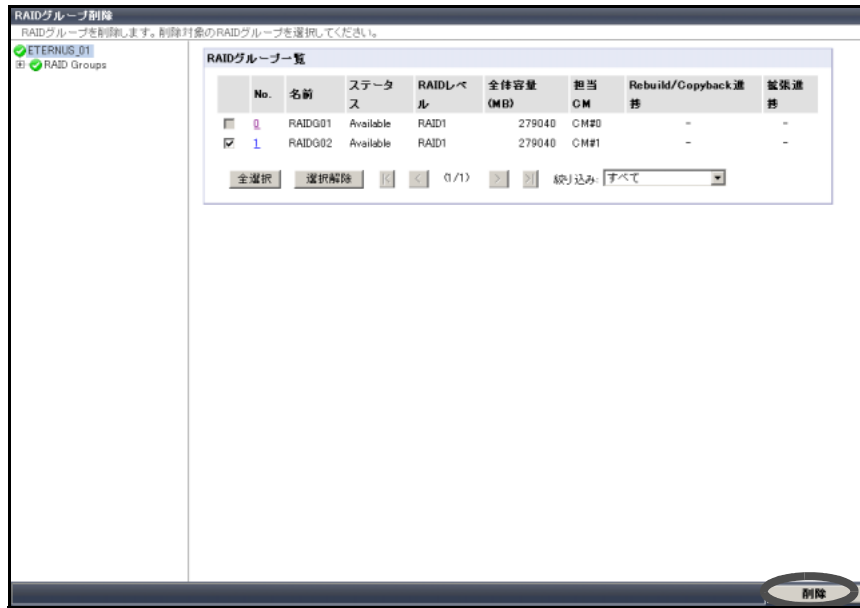 RAIDグループ削除
RAIDグループを削除します。削除対象のRAIDグループを選択してください。
ETERNUS_01
RAID Groups
RAIDグループ一覧
No. 名前 ステータス RAIDレベル 全体容量(MB) 担当CM Rebuild/Copyback進捗 拡張進捗
0 RAIDG01 Available RAID1 279040 CM#0 - -
1 RAIDG02 Available RAID1 279040 CM#1 - -
全選択 選択解除 |< < (1/1) > >| 絞り込み: すべて
削除